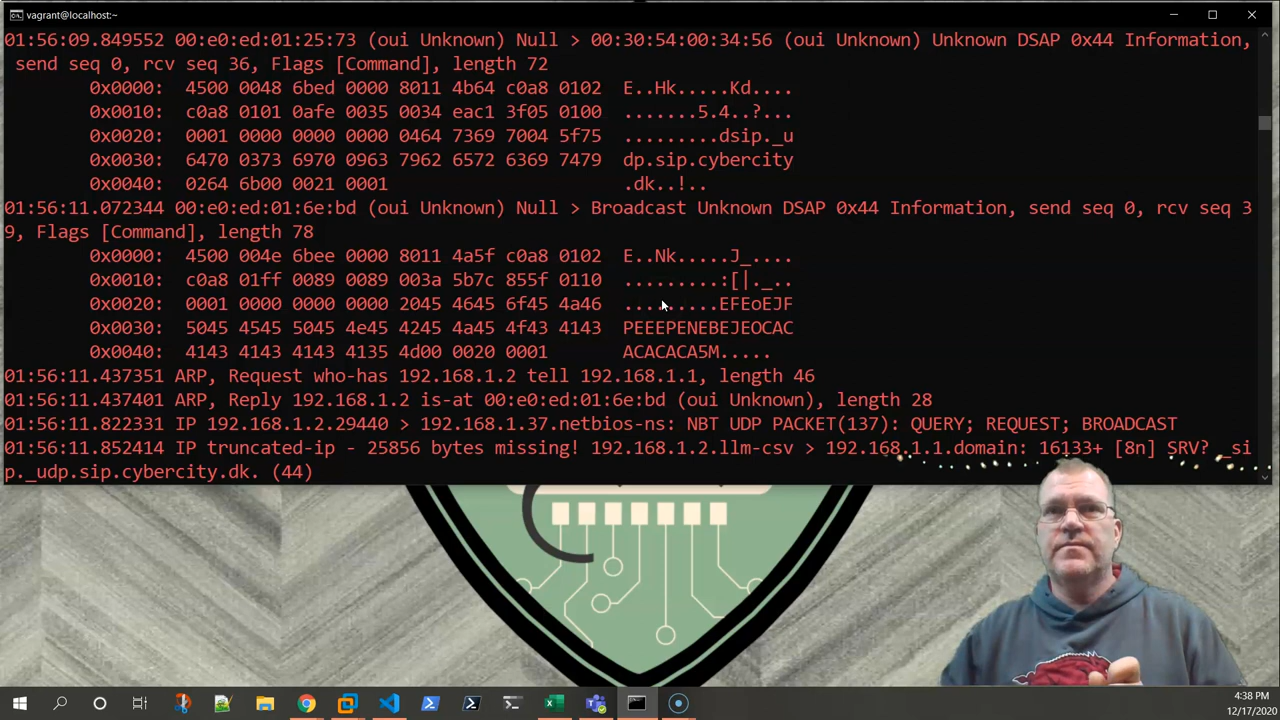 vagrant@localhost:~
01:56:09.849552 00:e0:ed:01:25:73 (oui Unknown) Null > 00:30:54:00:34:56 (oui Unknown) Unknown DSAP 0x44 Information,
send seq 0, rcv seq 36, Flags [Command], length 72
0x0000: 4500 0048 6bed 0000 8011 4b64 c0a8 0102 E..Hk.....Kd....
0x0010: c0a8 0101 0afe 0035 0034 eac1 3f05 0100 .......5.4..?...
0x0020: 0001 0000 0000 0000 0464 7369 7004 5f75 .........dsip._u
0x0030: 6470 0373 6970 0963 7962 6572 6369 7479 dp.sip.cybercity
0x0040: 0264 6b00 0021 0001 .dk..!..
01:56:11.072344 00:e0:ed:01:6e:bd (oui Unknown) Null > Broadcast Unknown DSAP 0x44 Information, send seq 0, rcv seq 3
9, Flags [Command], length 78
0x0000: 4500 004e 6bee 0000 8011 4a5f c0a8 0102 E..Nk.....J_....
0x0010: c0a8 01ff 0089 0089 003a 5b7c 855f 0110 .........:[|._..
0x0020: 0001 0000 0000 0000 2045 4645 6f45 4a46 .........EFEoEJF
0x0030: 5045 4545 5045 4e45 4245 4a45 4f43 4143 PEEEPENEBEJEOCAC
0x0040: 4143 4143 4143 4135 4d00 0020 0001 ACACACA5M.....
01:56:11.437351 ARP, Request who-has 192.168.1.2 tell 192.168.1.1, length 46
01:56:11.437401 ARP, Reply 192.168.1.2 is-at 00:e0:ed:01:6e:bd (oui Unknown), length 28
01:56:11.822331 IP 192.168.1.2.29440 > 192.168.1.37.netbios-ns: NBT UDP PACKET(137): QUERY; REQUEST; BROADCAST
01:56:11.852414 IP truncated-ip - 25856 bytes missing! 192.168.1.2.llm-csv > 192.168.1.1.domain: 16133+ [8n] SRV? _si
p._udp.sip.cybercity.dk. (44)
4:38 PM
12/17/2020